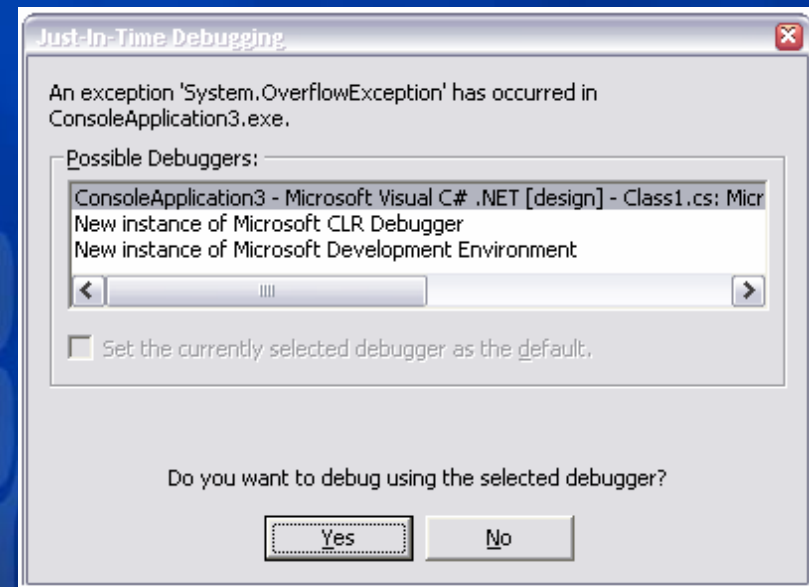 Just-In-Time Debugging
An exception 'System.OverflowException' has occurred in
ConsoleApplication3.exe.
Possible Debuggers:
ConsoleApplication3 - Microsoft Visual C# .NET [design] - Class1.cs: Micr
New instance of Microsoft CLR Debugger
New instance of Microsoft Development Environment
Set the currently selected debugger as the default.
Do you want to debug using the selected debugger?
Yes
No